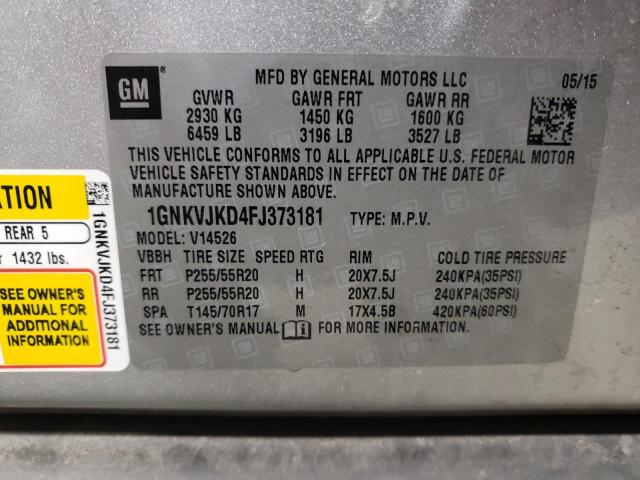 GM
MFD BY GENERAL MOTORS LLC 05/15
GVWR GAWR FRT GAWR RR
2930 KG 1450 KG 1600 KG
6459 LB 3196 LB 3527 LB
THIS VEHICLE CONFORMS TO ALL APPLICABLE U.S. FEDERAL MOTOR
VEHICLE SAFETY STANDARDS IN EFFECT ON THE DATE OF
MANUFACTURE SHOWN ABOVE.
1GNKVJKD4FJ373181 TYPE: M.P.V.
MODEL: V14526
VBBH TIRE SIZE SPEED RTG RIM COLD TIRE PRESSURE
FRT P255/55R20 H 20X7.5J 240KPA(35PSI)
RR P255/55R20 H 20X7.5J 240KPA(35PSI)
SPA T145/70R17 M 17X4.5B 420KPA(60PSI)
SEE OWNER'S MANUAL i FOR MORE INFORMATION.
REAR 5
1432 lbs.
SEE OWNER'S
MANUAL FOR
ADDITIONAL
INFORMATION
1GNKVJKD4FJ373181